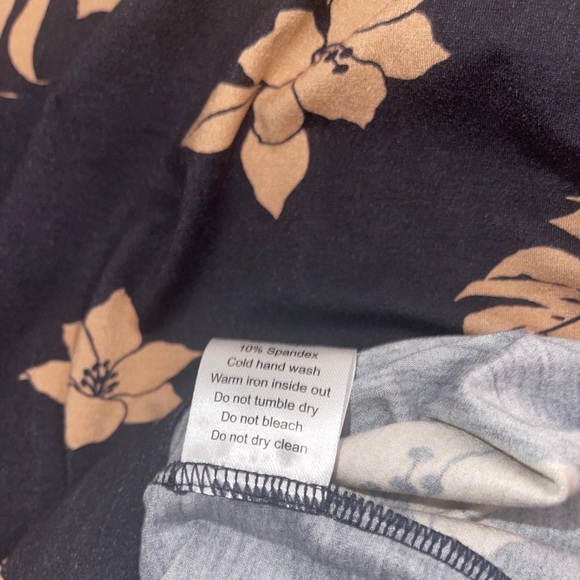 10% Spandex
Cold hand wash
Warm iron inside out
Do not tumble dry
Do not bleach
Do not dry clean